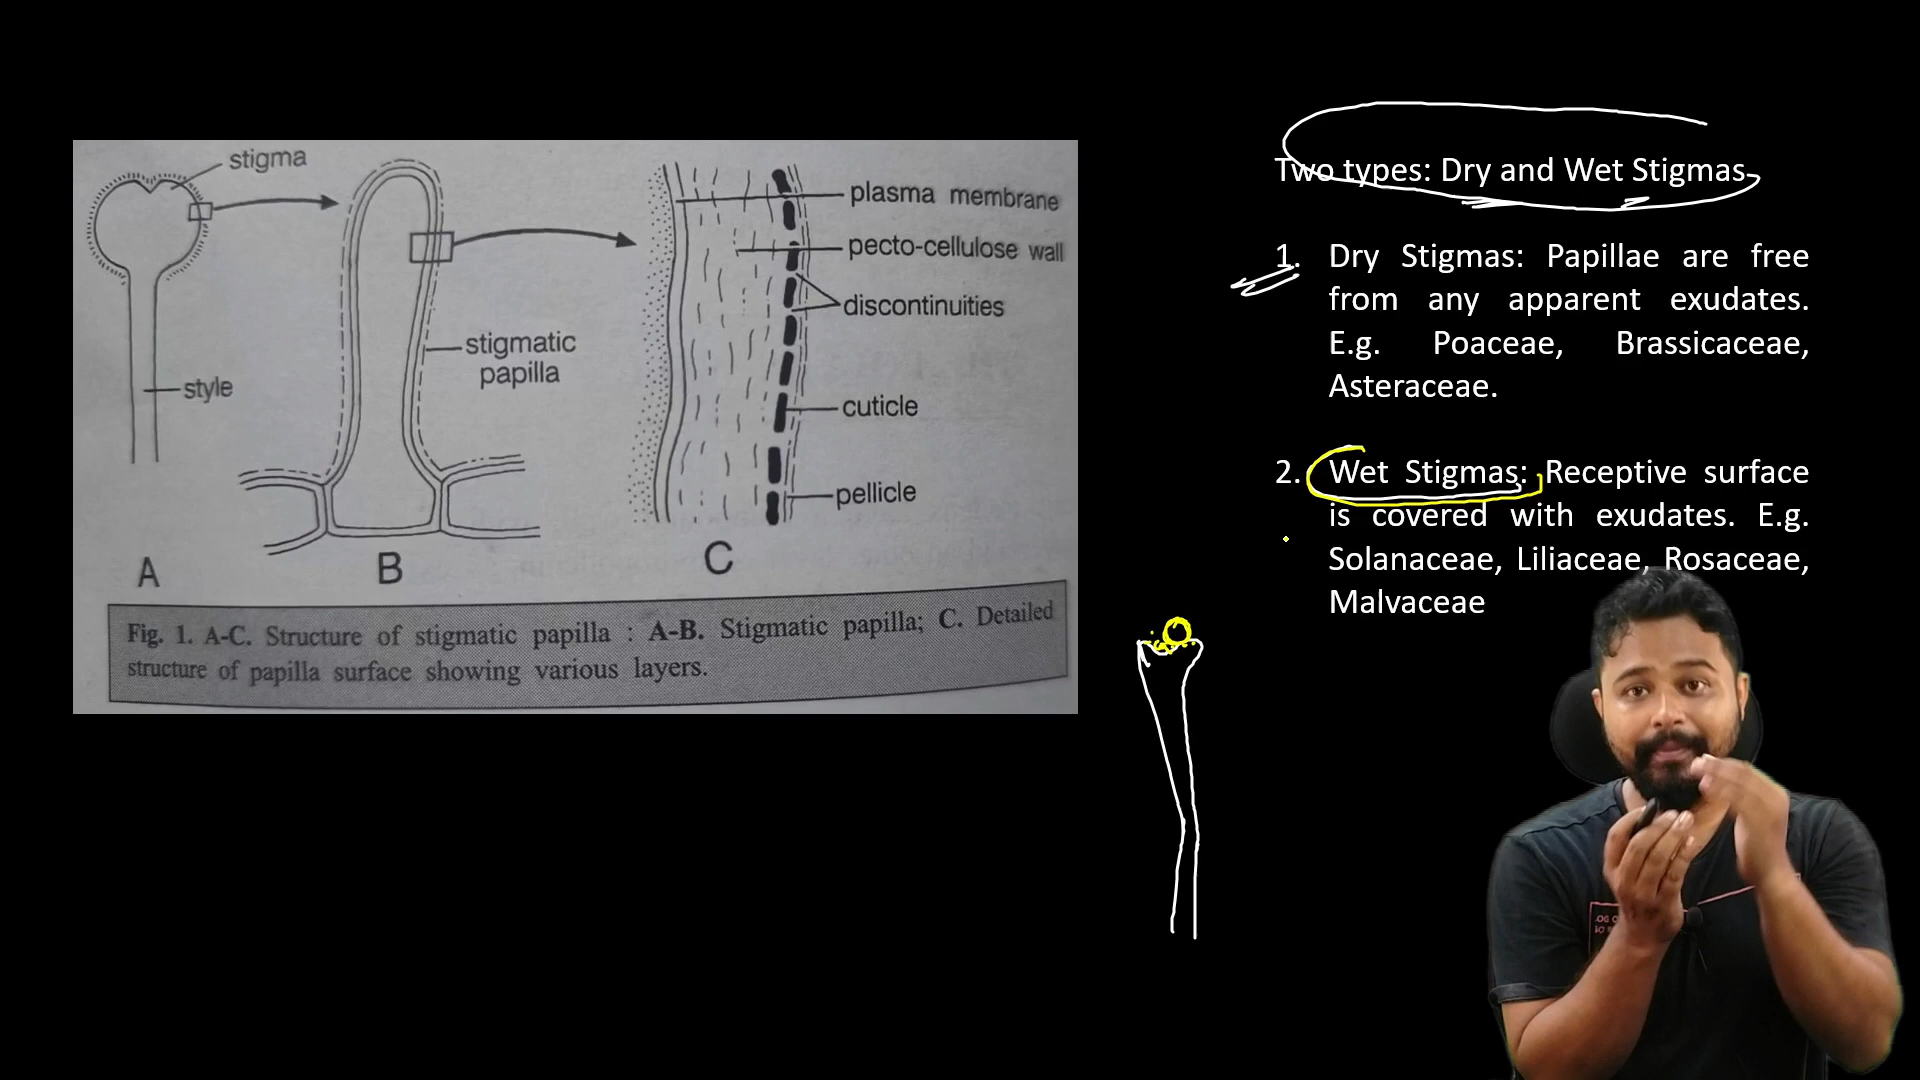 stigma
style
A
stigmatic
papilla
B
plasma membrane
pecto-cellulose wall
discontinuities
cuticle
pellicle
C
Fig. 1. A-C. Structure of stigmatic papilla : A-B. Stigmatic papilla; C. Detailed
structure of papilla surface showing various layers.
Two types: Dry and Wet Stigmas
1. Dry Stigmas: Papillae are free
from any apparent exudates.
E.g. Poaceae, Brassicaceae,
Asteraceae.
2. Wet Stigmas: Receptive surface
is covered with exudates. E.g.
Solanaceae, Liliaceae, Rosaceae,
Malvaceae